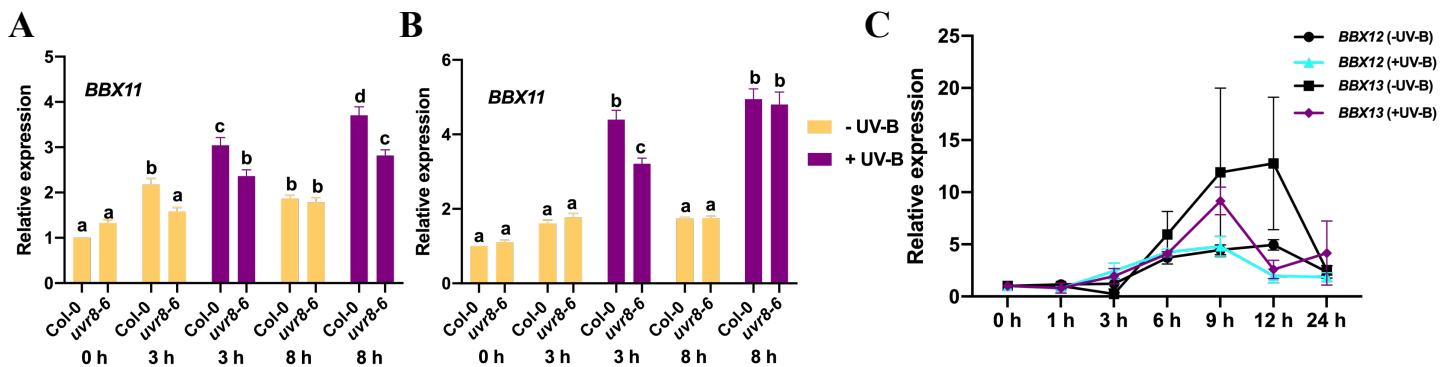 A
Relative expression
5
4
3
2
1
0
BBX11
a
a
b
a
c
b
b
b
d
c
Col-0
uvr8-6
Col-0
uvr8-6
Col-0
uvr8-6
Col-0
uvr8-6
Col-0
uvr8-6
0 h
3 h
3 h
8 h
8 h
B
Relative expression
6
4
2
0
BBX11
a
a
a
a
b
c
a
a
b
b
Col-0
uvr8-6
Col-0
uvr8-6
Col-0
uvr8-6
Col-0
uvr8-6
Col-0
uvr8-6
0 h
3 h
3 h
8 h
8 h
- UV-B
+ UV-B
C
Relative expression
25
20
15
10
5
0
0 h
1 h
3 h
6 h
9 h
12 h
24 h
BBX12 (-UV-B)
BBX12 (+UV-B)
BBX13 (-UV-B)
BBX13 (+UV-B)